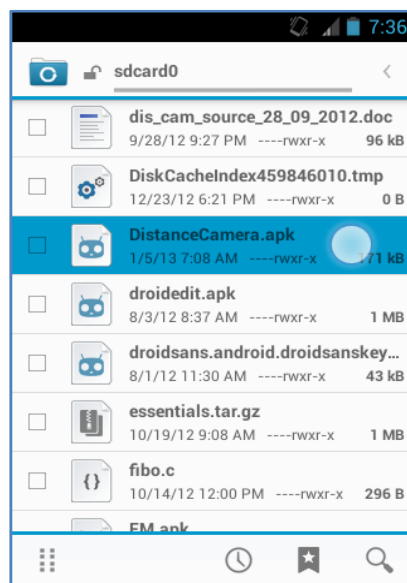 7:36
sdcard0
dis_cam_source_28_09_2012.doc
9/28/12 9:27 PM ----rwxr-x 96 kB
DiskCacheIndex459846010.tmp
12/23/12 6:21 PM ----rwxr-x 0 B
DistanceCamera.apk
1/5/13 7:08 AM ----rwxr-x 171 kB
droidedit.apk
8/3/12 8:37 AM ----rwxr-x 1 MB
droidsans.android.droidsanskey...
8/1/12 11:30 AM ----rwxr-x 43 kB
essentials.tar.gz
10/19/12 9:08 AM ----rwxr-x 1 MB
fibo.c
10/14/12 12:00 PM ----rwxr-x 296 B
FM.apk